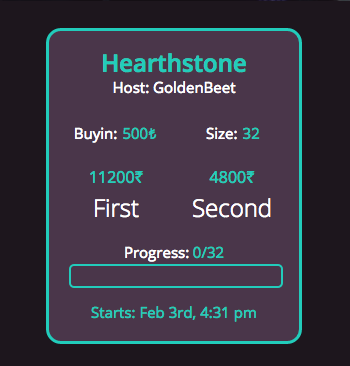 Hearthstone
Host: GoldenBeet
Buyin: 500₺ Size: 32
11200₹ 4800₹
First Second
Progress: 0/32
Starts: Feb 3rd, 4:31 pm